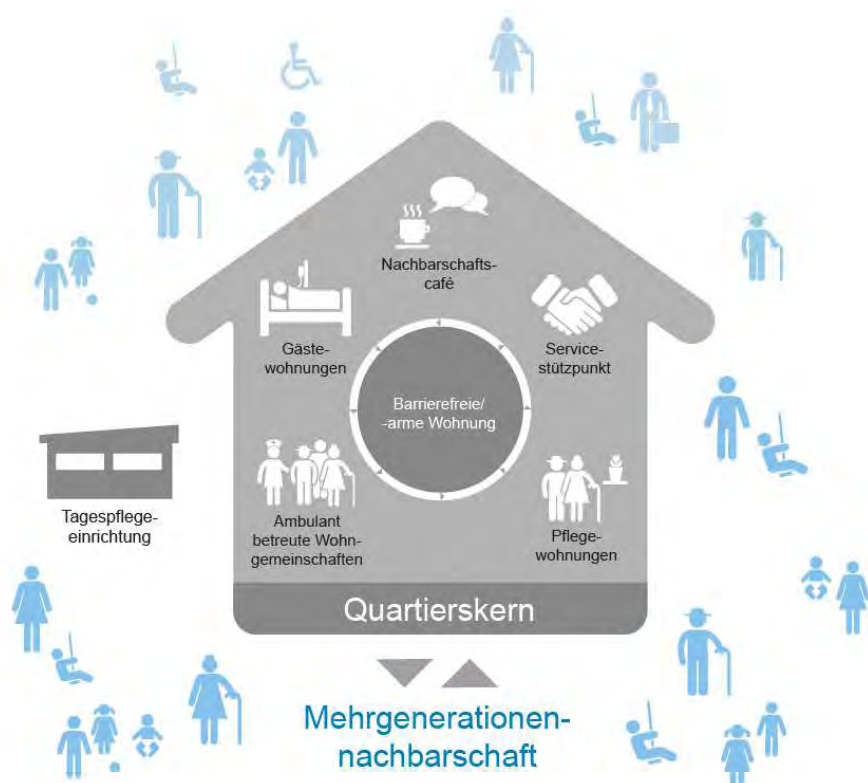 Nachbarschafts-
café
Gäste-
wohnungen
Service-
stützpunkt
Barrierefreie/
-arme Wohnung
Tagespflege-
einrichtung
Ambulant
betreute Wohn-
gemeinschaften
Pflege-
wohnungen
Quartierskern
Mehrgenerationen-
nachbarschaft